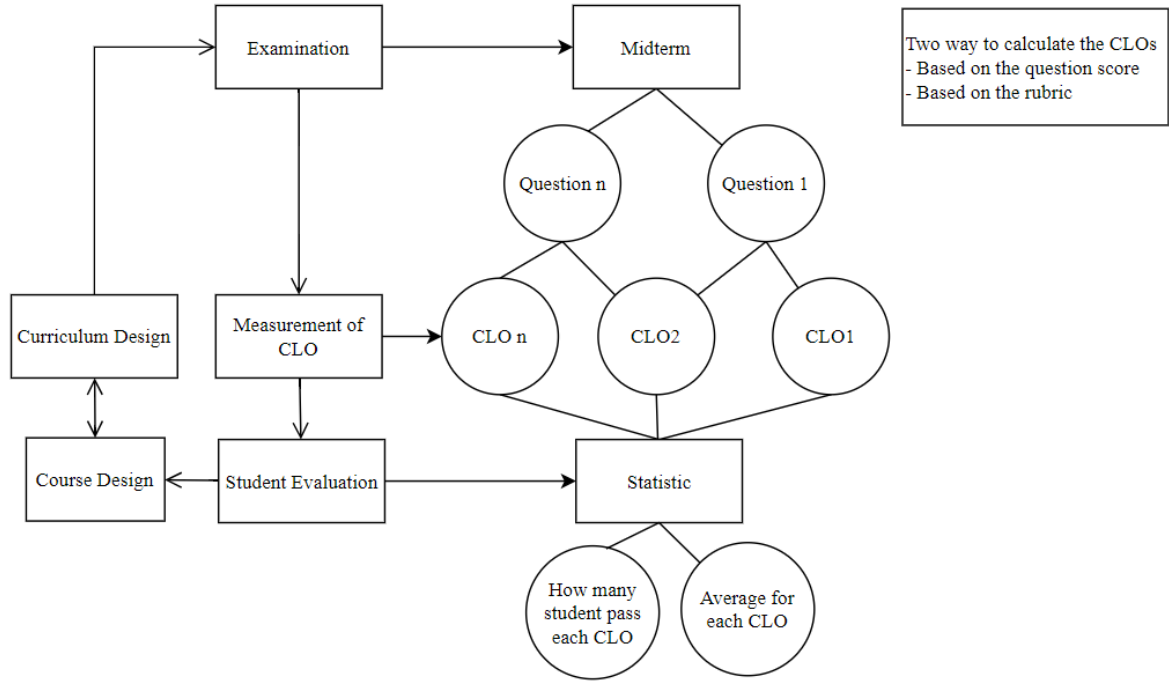 Examination
Midterm
Two way to calculate the CLOs
- Based on the question score
- Based on the rubric
Question n
Question 1
Curriculum Design
Measurement of
CLO
CLO n
CLO2
CLO1
Course Design
Student Evaluation
Statistic
How many
student pass
each CLO
Average for
each CLO